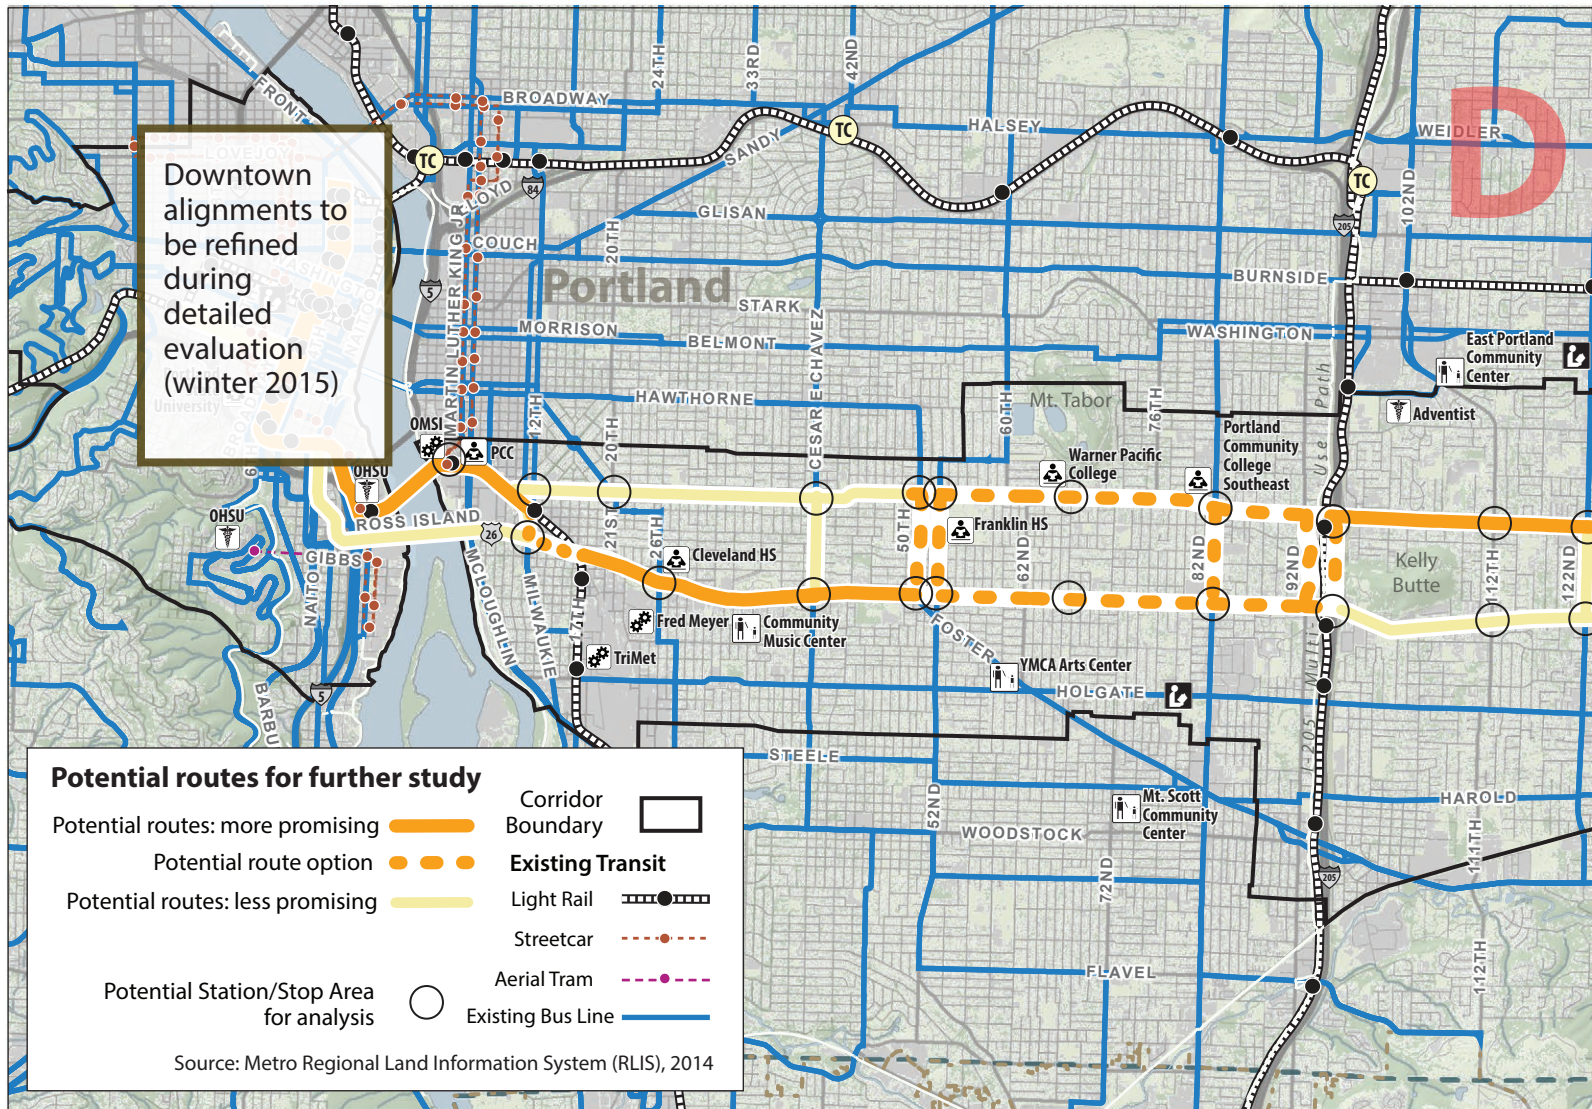 FRONT
BROADWAY
24TH
33RD
42ND
HALSEY
WEIDLER
D
TC
TC
TC
LOVEJOY
SANDY
LLOYD
84
102ND
Downtown
alignments to
be refined
during
detailed
evaluation
(winter 2015)
GLISAN
205
COUCH
20TH
BURNSIDE
Portland
5
STARK
MARTIN LUTHER KING JR
MORRISON
BELMONT
WASHINGTON
CESAR E CHAVEZ
East Portland
Community
Center
University
HAWTHORNE
Mt. Tabor
Adventist
12TH
20TH
60TH
76TH
I-205 Multi Use Path
OMSI
PCC
Portland
Community
College
Southeast
Warner Pacific
College
OHSU
OHSU
ROSS ISLAND
26
21ST
26TH
50TH
Franklin HS
62ND
82ND
92ND
Kelly
Butte
112TH
122ND
GIBBS
Cleveland HS
NAITO
MCLOUGHLIN
MILWAUKIE
17TH
Fred Meyer
Community
Music Center
FOSTER
TriMet
YMCA Arts Center
HOLGATE
5
BARBU
STEELE
52ND
HAROLD
Mt. Scott
Community
Center
WOODSTOCK
72ND
111TH
205
FLAVEL
112TH
Potential routes for further study
Potential routes: more promising
Potential route option
Potential routes: less promising
Potential Station/Stop Area
for analysis
Corridor
Boundary
Existing Transit
Light Rail
Streetcar
Aerial Tram
Existing Bus Line
Source: Metro Regional Land Information System (RLIS), 2014